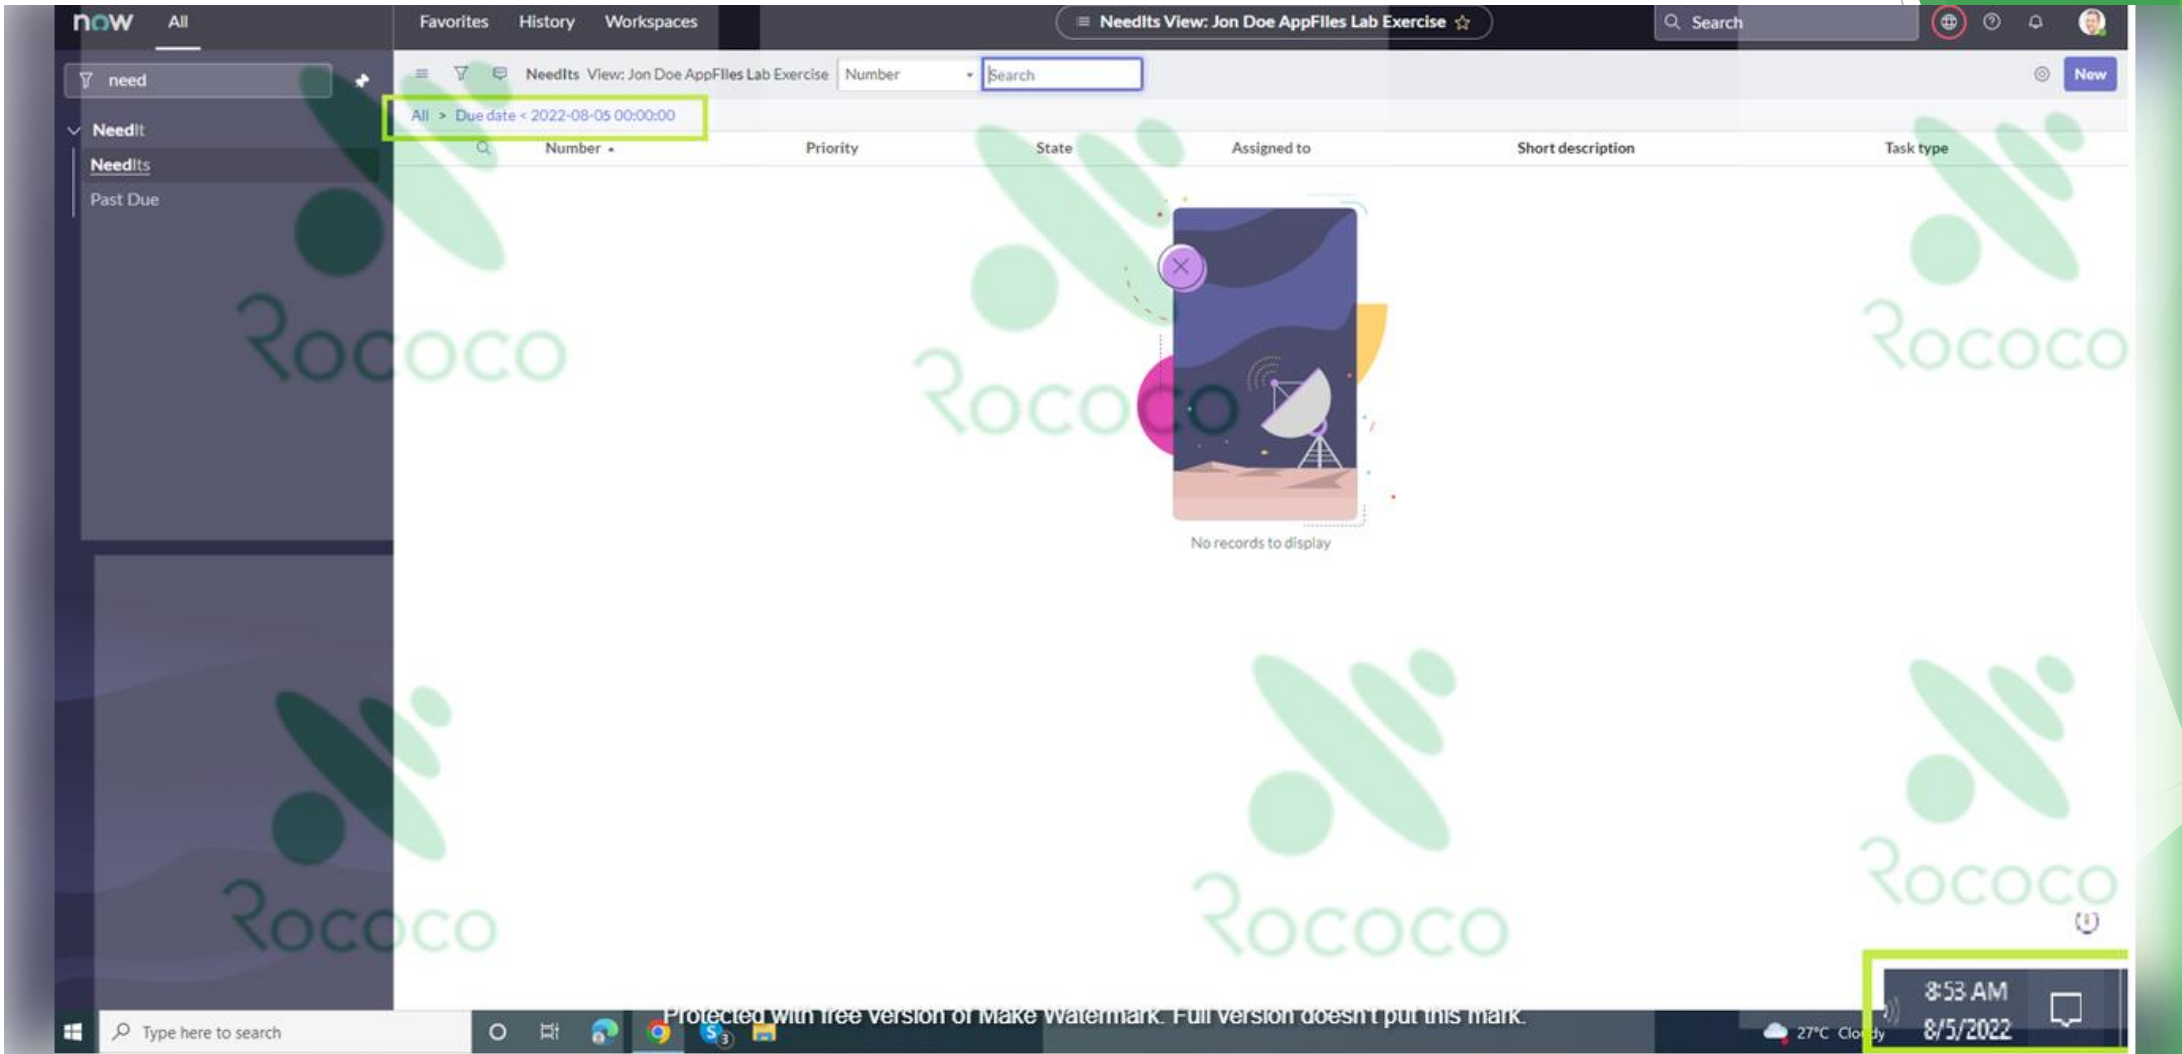 now All Favorites History Workspaces NeedIts View: Jon Doe AppFIles Lab Exercise Search
need
NeedIts View: Jon Doe AppFIles Lab Exercise Number Search New
All > Due date < 2022-08-05 00:00:00
NeedIt
NeedIts
Past Due
Number Priority State Assigned to Short description Task type
Rococo
Rococo
Rococo
No records to display
Rococo
Rococo
Rococo
Protected with free version of Make Watermark. Full version doesn't put this mark.
Type here to search
3
27°C Cloudy
8:53 AM
8/5/2022